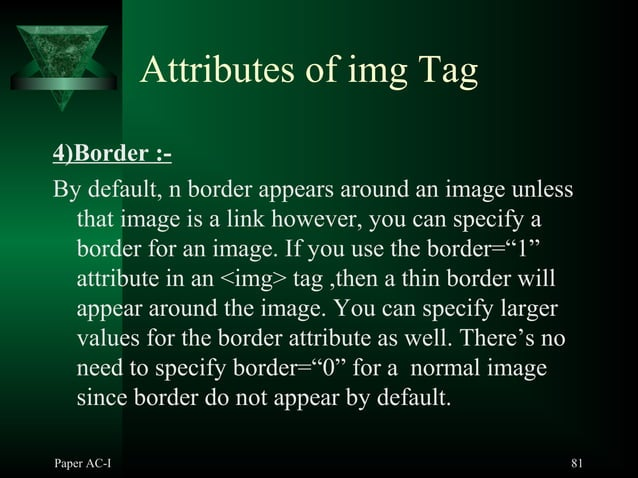 Attributes of img Tag
4)Border :-
By default, n border appears around an image unless
that image is a link however, you can specify a
border for an image. If you use the border=“1”
attribute in an <img> tag ,then a thin border will
appear around the image. You can specify larger
values for the border attribute as well. There’s no
need to specify border=“0” for a  normal image
since border do not appear by default.
Paper AC-I
81